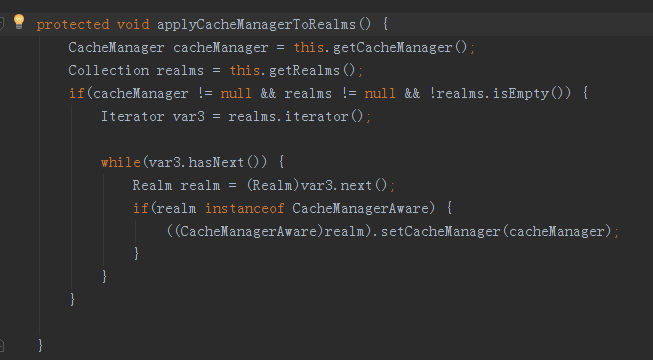 protected void applyCacheManagerToRealms() {
    CacheManager cacheManager = this.getCacheManager();
    Collection realms = this.getRealms();
    if(cacheManager != null && realms != null && !realms.isEmpty()) {
        Iterator var3 = realms.iterator();

        while(var3.hasNext()) {
            Realm realm = (Realm)var3.next();
            if(realm instanceof CacheManagerAware) {
                ((CacheManagerAware)realm).setCacheManager(cacheManager);
            }
        }
    }

}